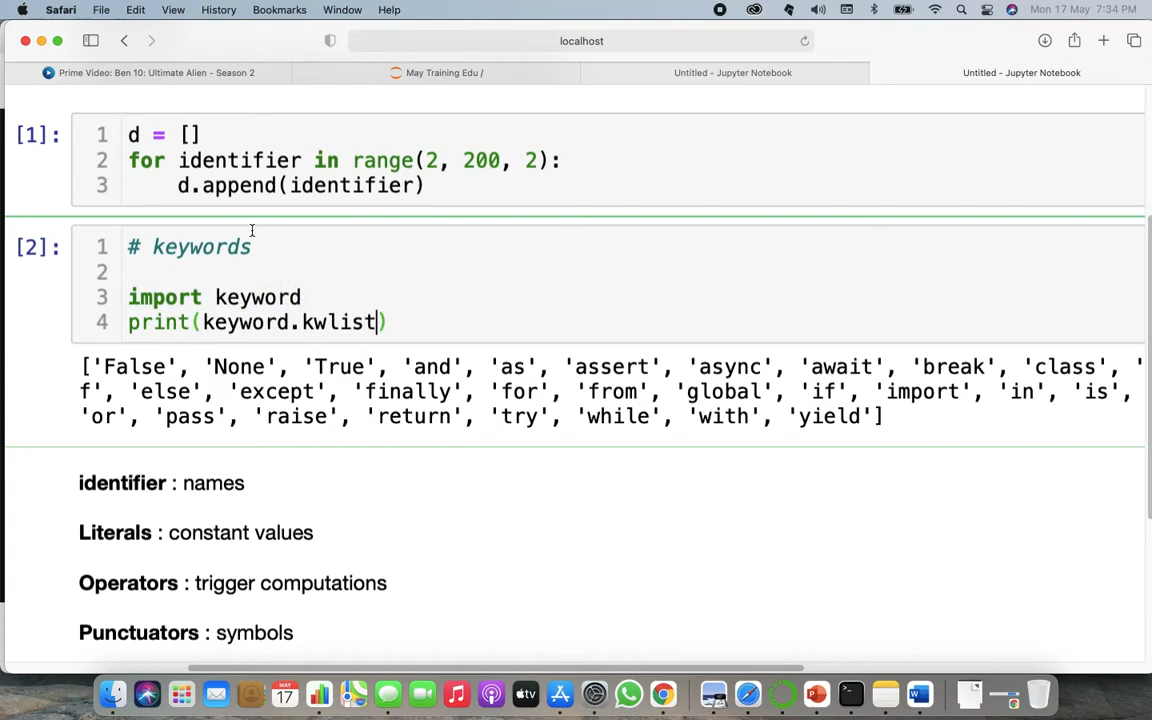 Safari File Edit View History Bookmarks Window Help Mon 17 May 7:34 PM
localhost
Prime Video: Ben 10: Ultimate Alien - Season 2 May Training Edu / Untitled - Jupyter Notebook Untitled - Jupyter Notebook
[1]: 1 d = []
2 for identifier in range(2, 200, 2):
3 d.append(identifier)
[2]: 1 # keywords
2
3 import keyword
4 print(keyword.kwlist)
['False', 'None', 'True', 'and', 'as', 'assert', 'async', 'await', 'break', 'class', '
f', 'else', 'except', 'finally', 'for', 'from', 'global', 'if', 'import', 'in', 'is',
'or', 'pass', 'raise', 'return', 'try', 'while', 'with', 'yield']
identifier : names
Literals : constant values
Operators : trigger computations
Punctuators : symbols
MAY
17
tv